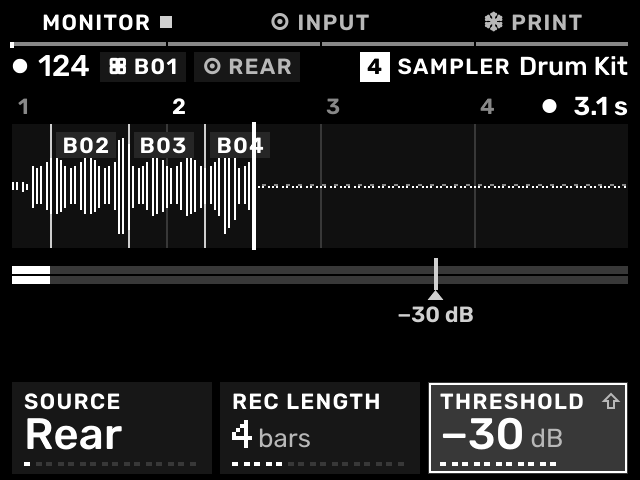 MONITOR INPUT PRINT
124 B01 REAR 4 SAMPLER Drum Kit
1 2 3 4 3.1 s
B02 B03 B04
−30 dB
SOURCE REC LENGTH THRESHOLD
Rear 4 bars −30 dB